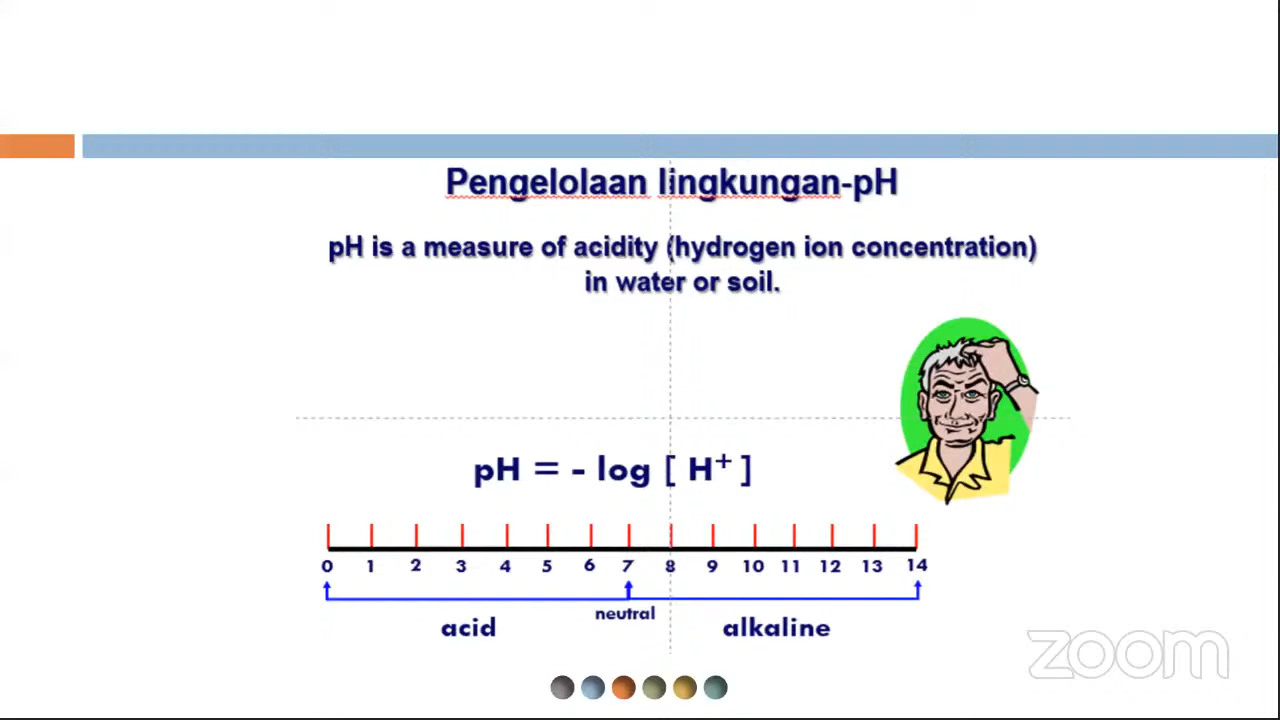 Pengelolaan lingkungan-pH
pH is a measure of acidity (hydrogen ion concentration)
in water or soil.
pH = - log [ H⁺ ]
0 1 2 3 4 5 6 7 8 9 10 11 12 13 14
neutral
acid alkaline
zoom